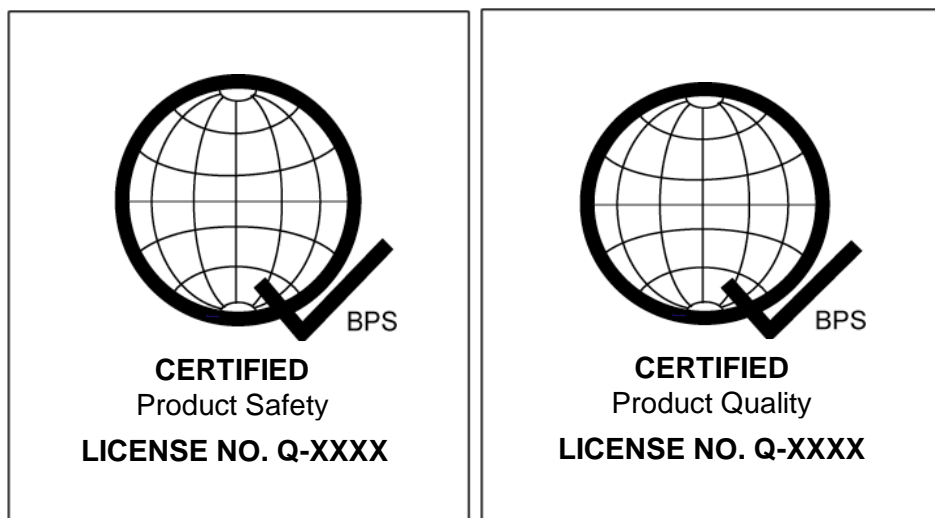 BPS
CERTIFIED
Product Safety
LICENSE NO. Q-XXXX
BPS
CERTIFIED
Product Quality
LICENSE NO. Q-XXXX